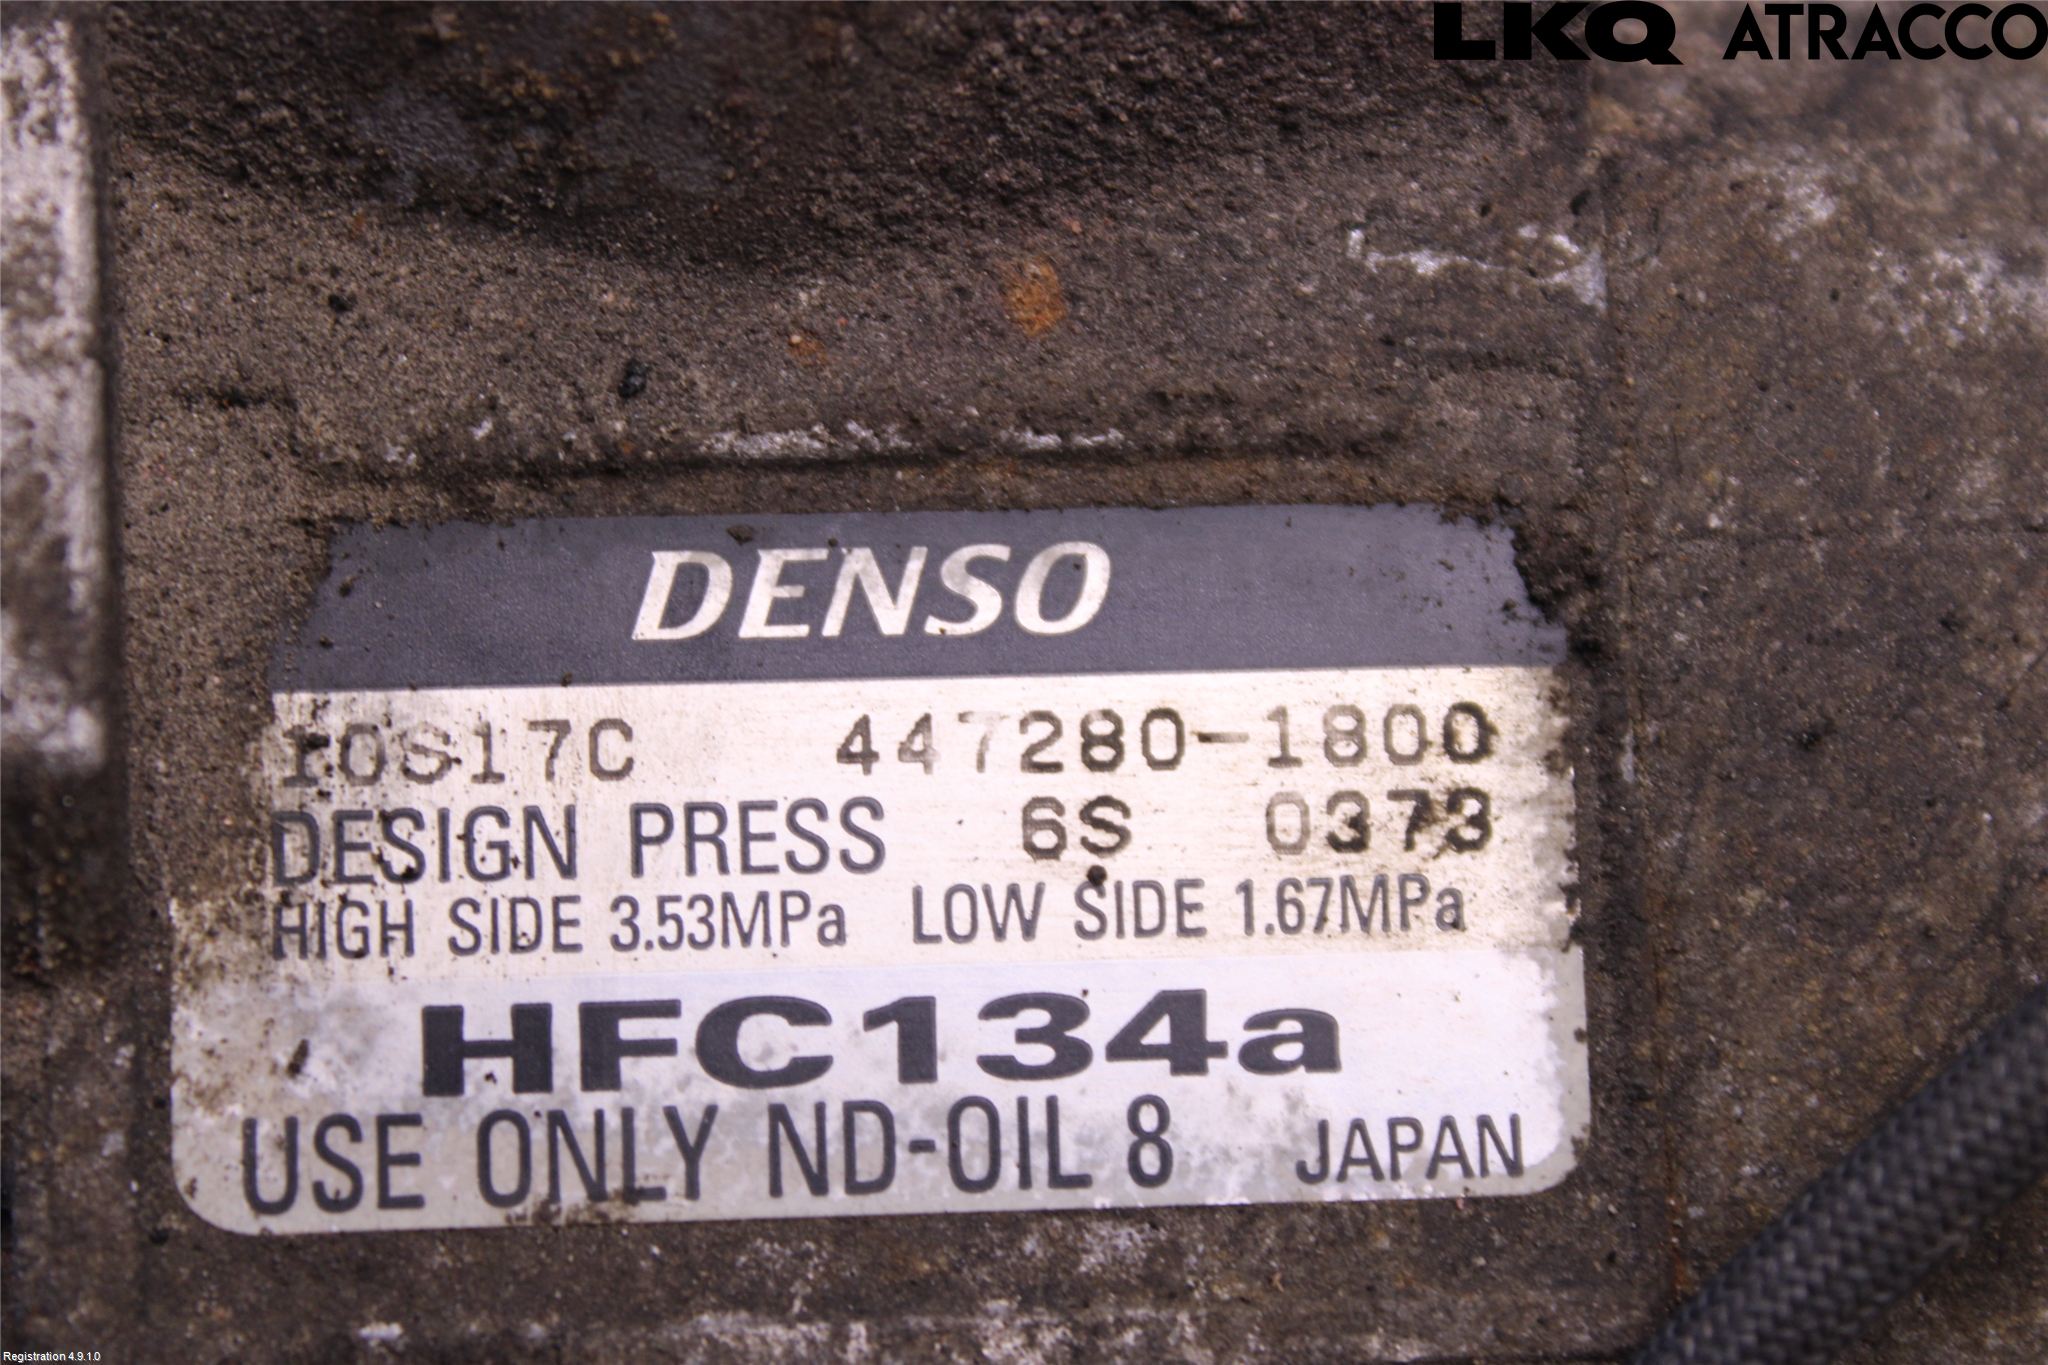 LKQ ATRACCO
DENSO
10S17C 447280-1800
DESIGN PRESS 6S 0373
HIGH SIDE 3.53MPa LOW SIDE 1.67MPa
HFC134a
USE ONLY ND-OIL 8 JAPAN
Registration 4.9.1.0